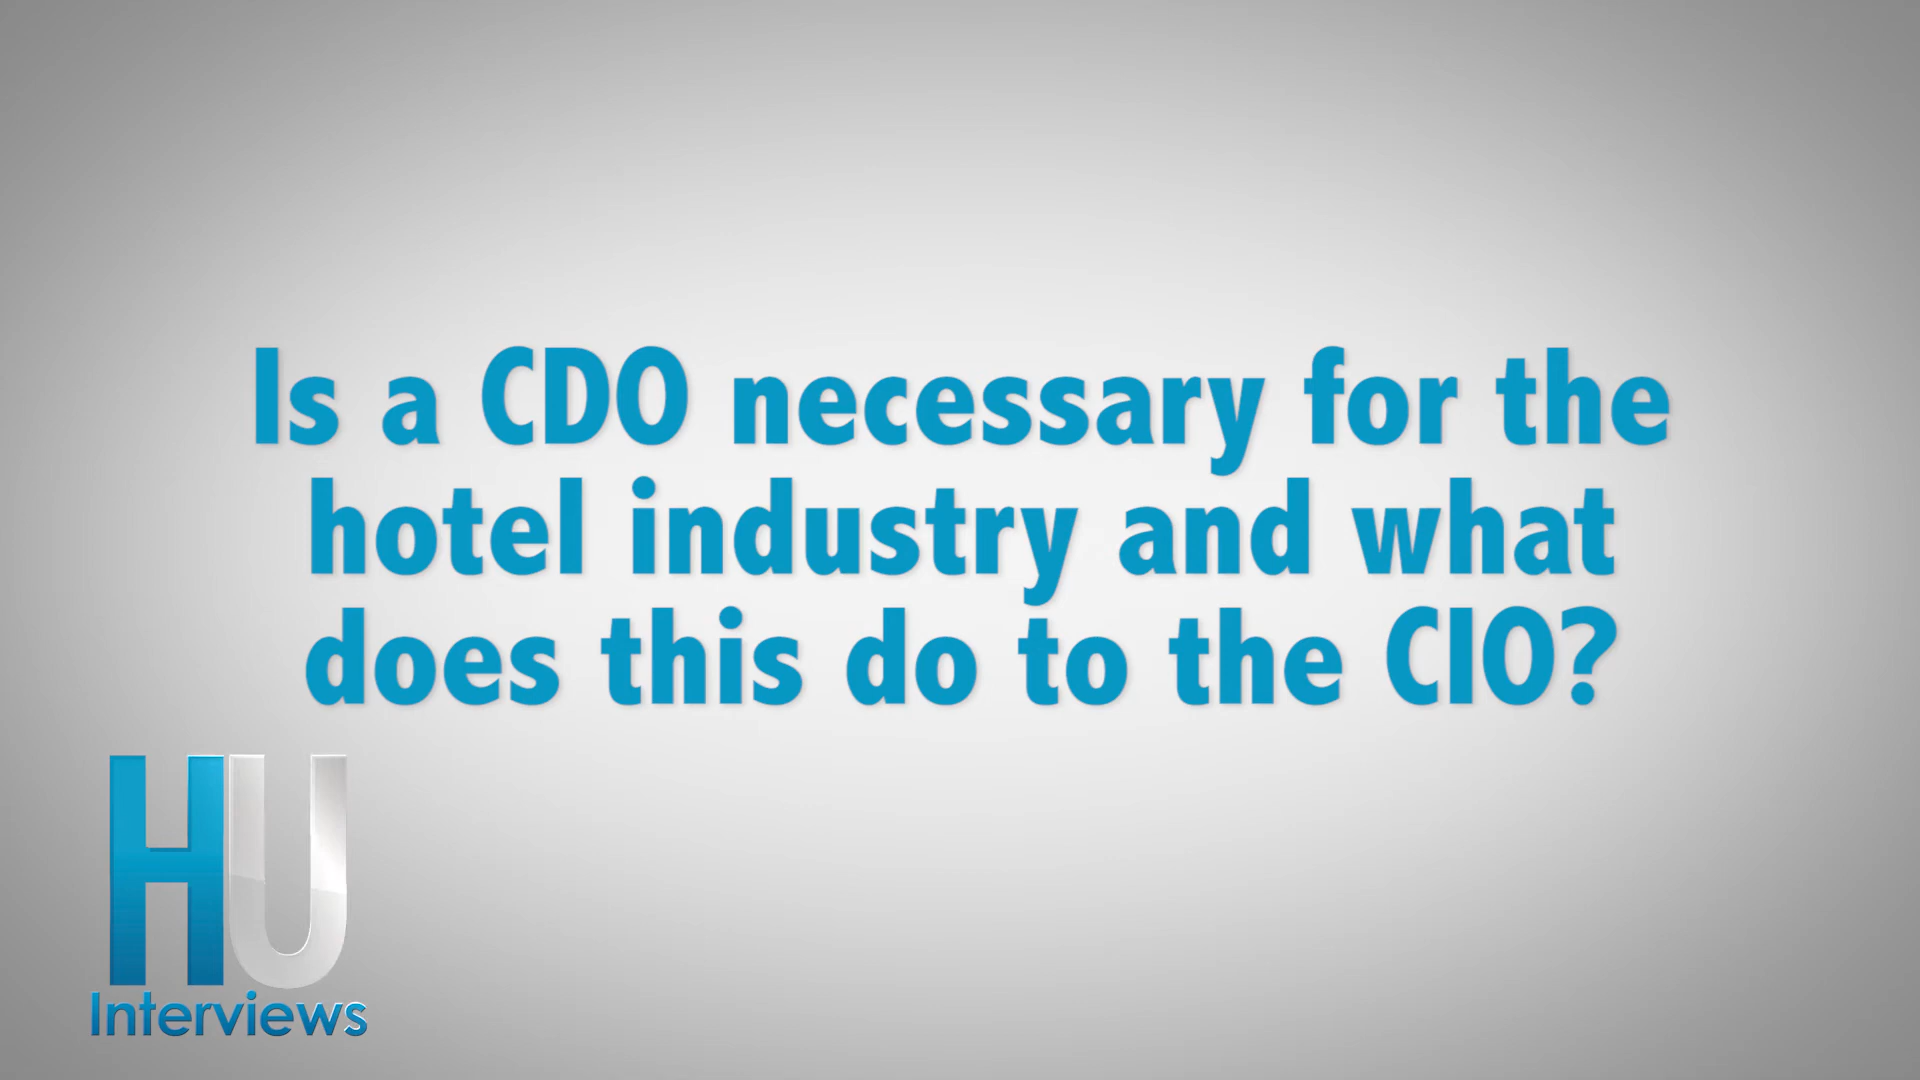 Is a CDO necessary for the
hotel industry and what
does this do to the CIO?
HU
Interviews